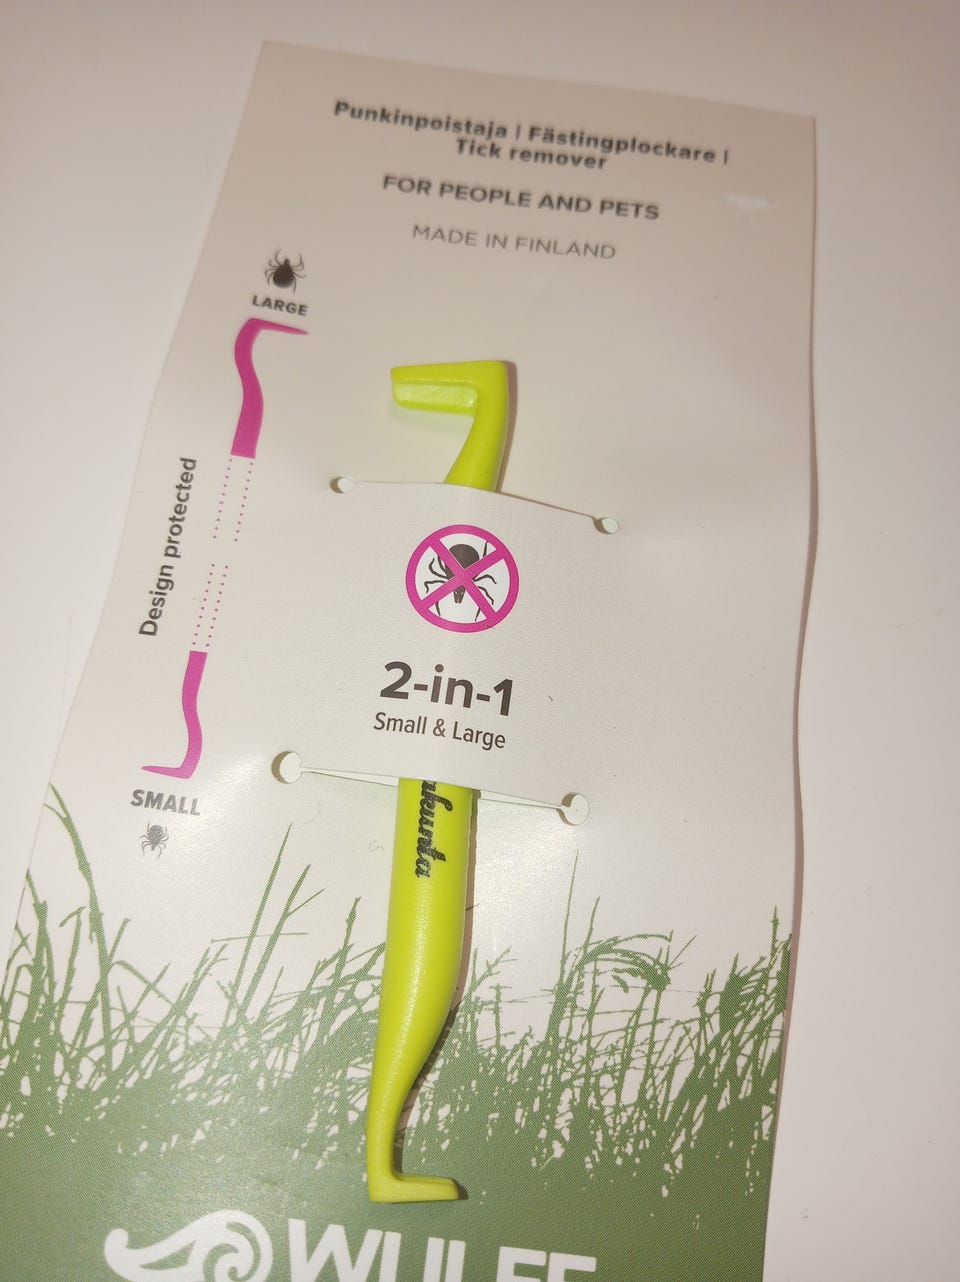 Punkinpoistaja | Fästingplockare |
Tick remover
FOR PEOPLE AND PETS
MADE IN FINLAND
LARGE
Design protected
2-in-1
Small & Large
SMALL